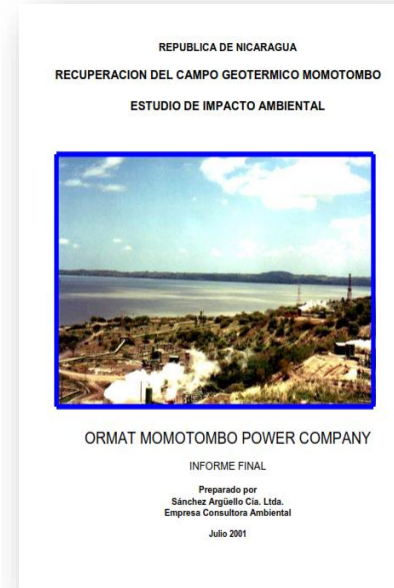 REPUBLICA DE NICARAGUA
RECUPERACION DEL CAMPO GEOTERMICO MOMOTOMBO
ESTUDIO DE IMPACTO AMBIENTAL
ORMAT MOMOTOMBO POWER COMPANY
INFORME FINAL
Preparado por
Sánchez Argüello Cía. Ltda.
Empresa Consultora Ambiental
Julio 2001